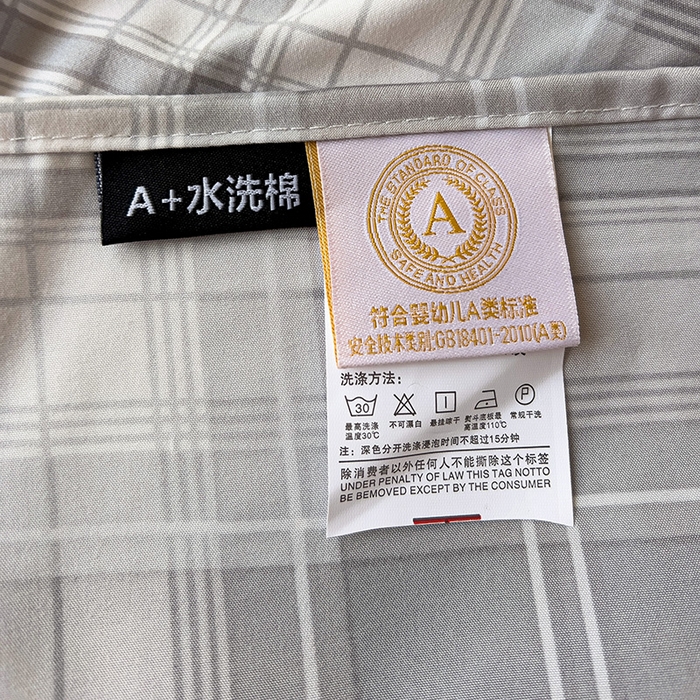 A+水洗棉
THE STANDARD OF CLASS
A
SAFE AND HEALTH
符合婴幼儿A类标准
安全技术类别:GB18401-2010(A类)
洗涤方法:
30
P
最高洗涤
温度30℃
不可漂白
悬挂晾干
熨斗底板最
高温度110℃
常规干洗
注:深色分开洗涤浸泡时间不超过15分钟
除消费者以外任何人不能撕除这个标签
UNDER PENALTY OF LAW THIS TAG NOTTO
BE BEMOVED EXCEPT BY THE CONSUMER